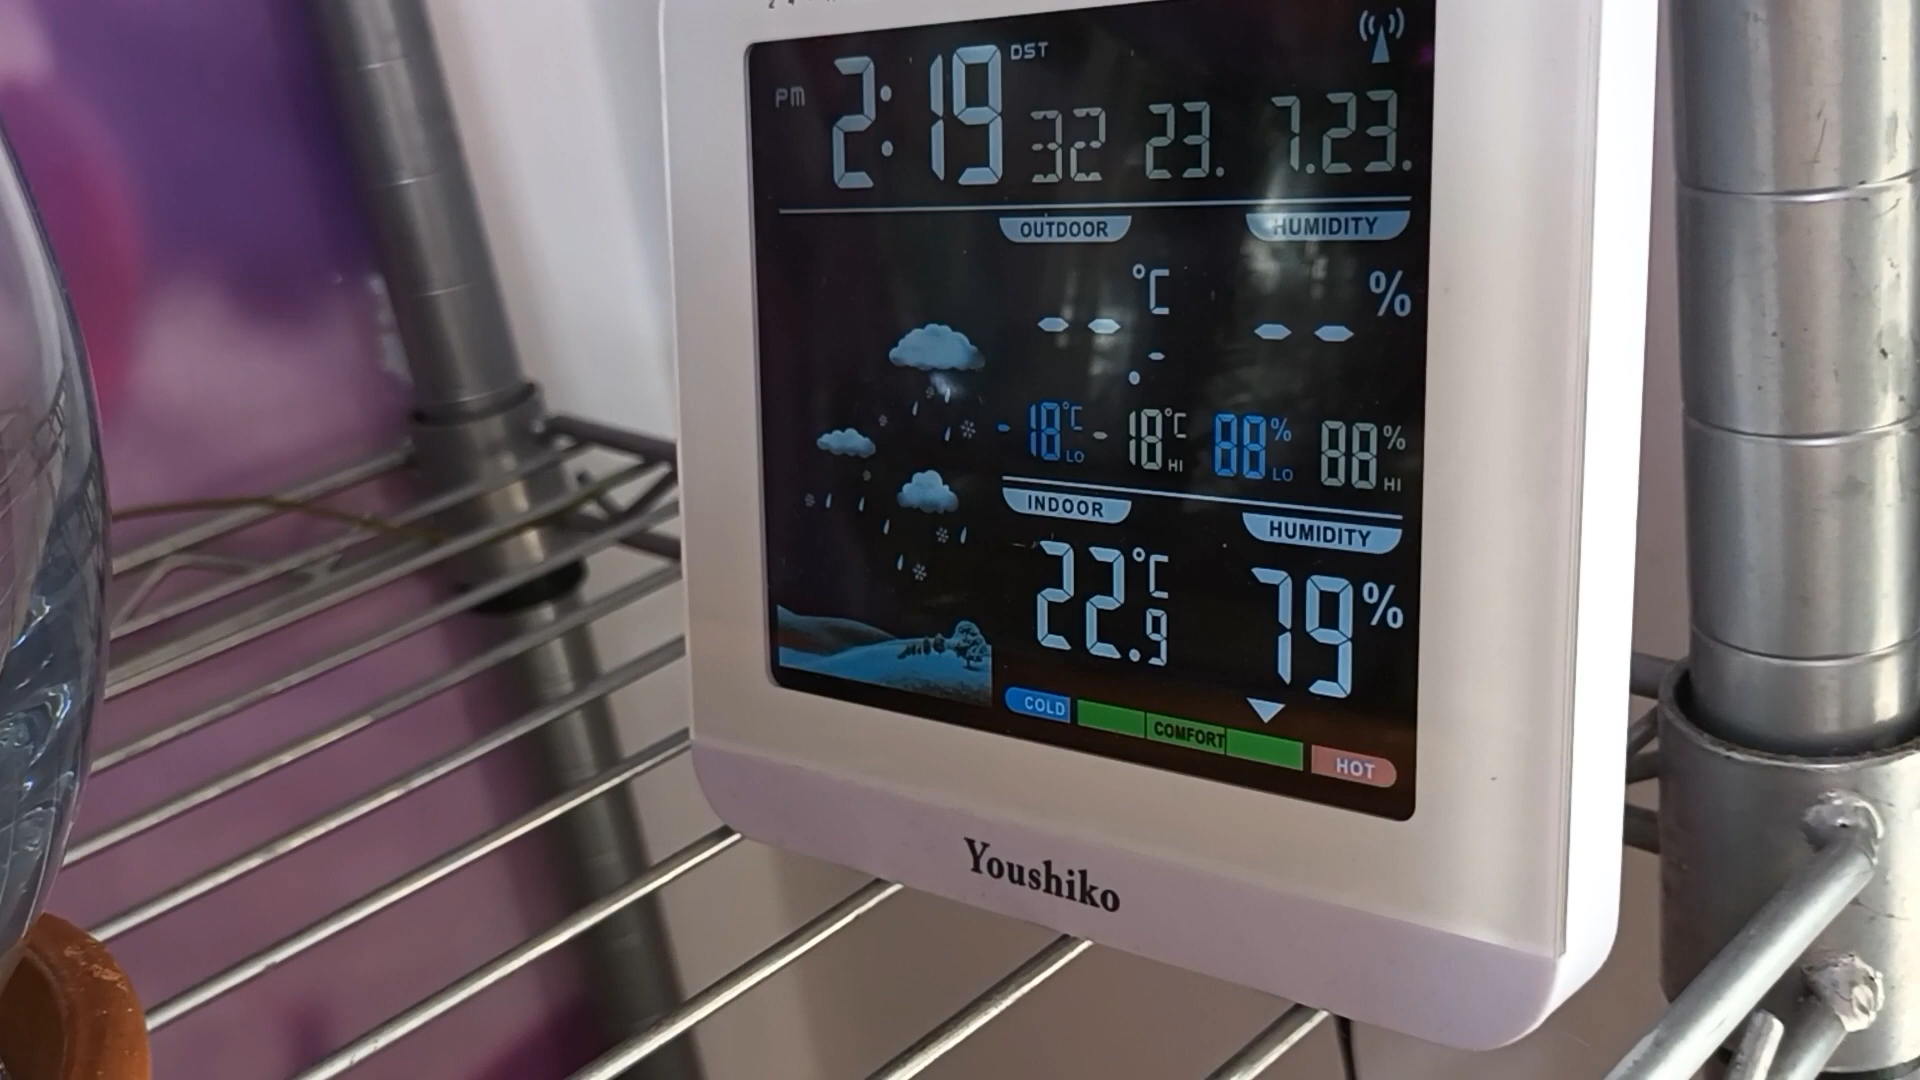 PM 2:19 DST 32 23. 7.23.
OUTDOOR HUMIDITY
--.-°C --%
-18°C LO -18°C HI 88% LO 88% HI
INDOOR HUMIDITY
22.9°C 79%
COLD COMFORT HOT
Youshiko